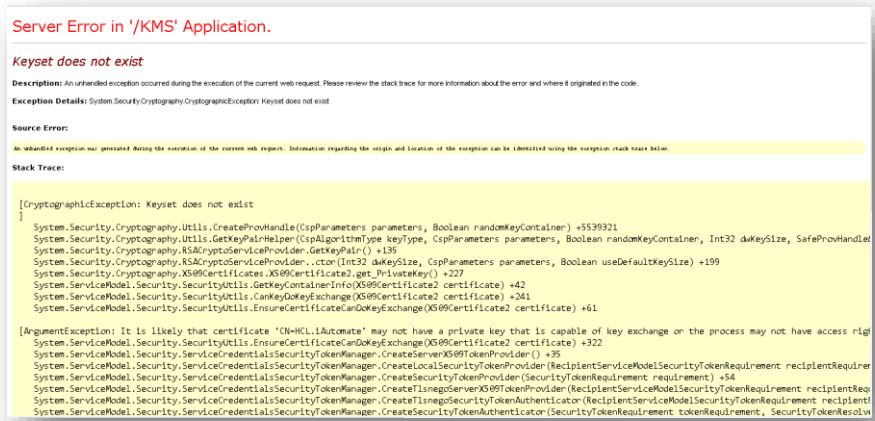 Server Error in '/KMS' Application.
Keyset does not exist
Description: An unhandled exception occurred during the execution of the current web request. Please review the stack trace for more information about the error and where it originated in the code.
Exception Details: System.Security.Cryptography.CryptographicException: Keyset does not exist
Source Error:
An unhandled exception was generated during the execution of the current web request. Information regarding the origin and location of the exception can be identified using the exception stack trace below.
Stack Trace:
[CryptographicException: Keyset does not exist
]
System.Security.Cryptography.Utils.CreateProvHandle(CspParameters parameters, Boolean randomKeyContainer) +5539321
System.Security.Cryptography.Utils.GetKeyPairHelper(CspAlgorithmType keyType, CspParameters parameters, Boolean randomKeyContainer, Int32 dwKeySize, SafeProvHandle&
System.Security.Cryptography.RSACryptoServiceProvider.GetKeyPair() +135
System.Security.Cryptography.RSACryptoServiceProvider..ctor(Int32 dwKeySize, CspParameters parameters, Boolean useDefaultKeySize) +199
System.Security.Cryptography.X509Certificates.X509Certificate2.get_PrivateKey() +227
System.ServiceModel.Security.SecurityUtils.GetKeyContainerInfo(X509Certificate2 certificate) +42
System.ServiceModel.Security.SecurityUtils.CanKeyDoKeyExchange(X509Certificate2 certificate) +241
System.ServiceModel.Security.SecurityUtils.EnsureCertificateCanDoKeyExchange(X509Certificate2 certificate) +61
[ArgumentException: It is likely that certificate 'CN=HCL.iAutomate' may not have a private key that is capable of key exchange or the process may not have access righ
System.ServiceModel.Security.SecurityUtils.EnsureCertificateCanDoKeyExchange(X509Certificate2 certificate) +322
System.ServiceModel.Security.ServiceCredentialsSecurityTokenManager.CreateServerX509TokenProvider() +35
System.ServiceModel.Security.ServiceCredentialsSecurityTokenManager.CreateLocalSecurityTokenProvider(RecipientServiceModelSecurityTokenRequirement recipientRequirem
System.ServiceModel.Security.ServiceCredentialsSecurityTokenManager.CreateSecurityTokenProvider(SecurityTokenRequirement requirement) +54
System.ServiceModel.Security.ServiceCredentialsSecurityTokenManager.CreateTlsnegoServerX509TokenProvider(RecipientServiceModelSecurityTokenRequirement recipientRequ
System.ServiceModel.Security.ServiceCredentialsSecurityTokenManager.CreateTlsnegoSecurityTokenAuthenticator(RecipientServiceModelSecurityTokenRequirement recipient
System.ServiceModel.Security.ServiceCredentialsSecurityTokenManager.CreateSecurityTokenAuthenticator(SecurityTokenRequirement tokenRequirement, SecurityTokenResolv